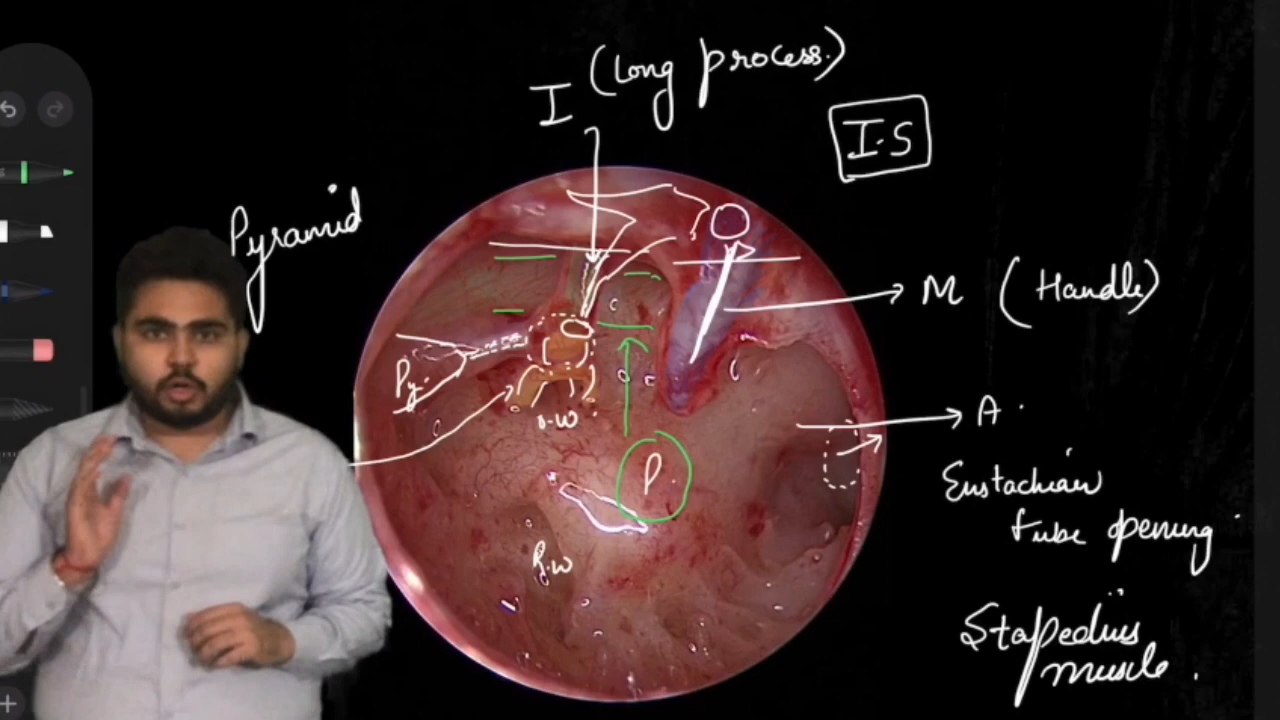 I (Long process.)
I.S
Pyramid
M (Handle)
Py.
o.w
A.
P.
Eustachian
tube opening
R.w
Stapedius
muscle.